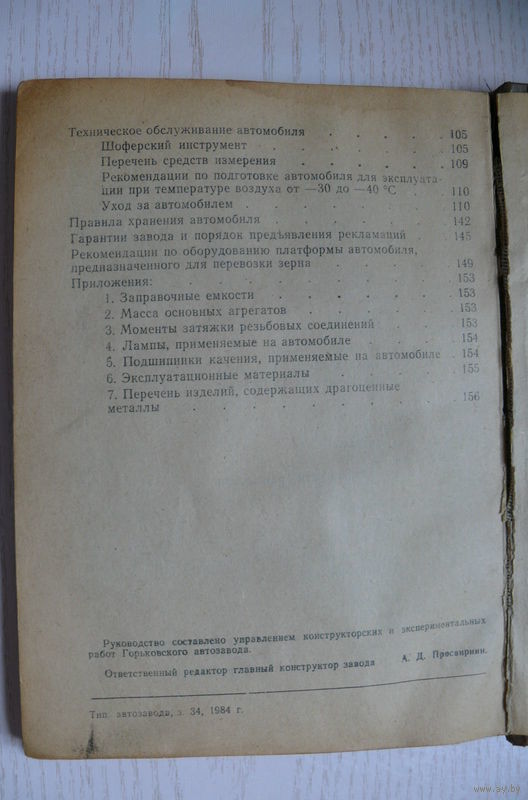 Техническое обслуживание автомобиля . . . . . 105
Шоферский инструмент . . . . . . 105
Перечень средств измерения . . . . . 109
Рекомендации по подготовке автомобиля для эксплуата-
ции при температуре воздуха от —30 до —40 °С . . 110
Уход за автомобилем . . . . . . 110
Правила хранения автомобиля . . . . . . 142
Гарантии завода и порядок предъявления рекламаций . . 145
Рекомендации по оборудованию платформы автомобиля,
предназначенного для перевозки зерна . . . . . 149
Приложения: . . . . . . . . 153
1. Заправочные емкости . . . . . . 153
2. Масса основных агрегатов . . . . . 153
3. Моменты затяжки резьбовых соединений . . . 153
4. Лампы, применяемые на автомобиле . . . . 154
5. Подшипники качения, применяемые на автомобиле . 154
6. Эксплуатационные материалы . . . . 155
7. Перечень изделий, содержащих драгоценные
металлы . . . . . . . . 156
Руководство составлено управлением конструкторских и экспериментальных
работ Горьковского автозавода.
Ответственный редактор главный конструктор завода А. Д. Просвирнин.
Тип. автозавода, з. 34, 1984 г.
www.ay.by